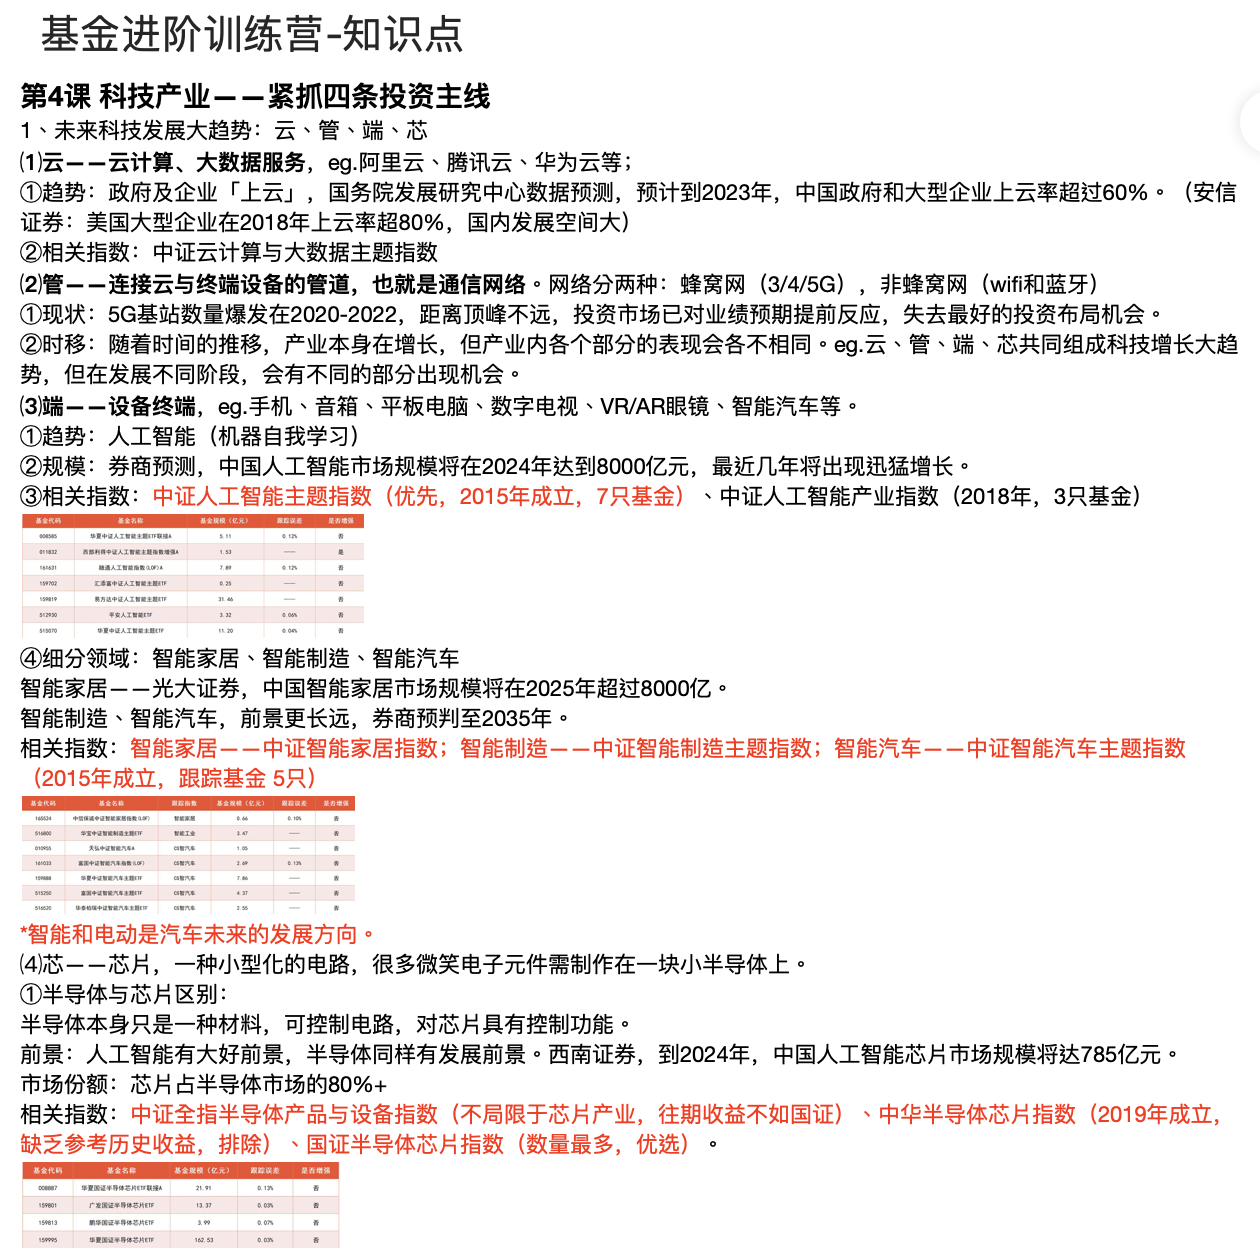 基金进阶训练营-知识点
第4课 科技产业——紧抓四条投资主线
1、未来科技发展大趋势：云、管、端、芯
⑴云——云计算、大数据服务，eg.阿里云、腾讯云、华为云等；
①趋势：政府及企业「上云」，国务院发展研究中心数据预测，预计到2023年，中国政府和大型企业上云率超过60%。（安信
证券：美国大型企业在2018年上云率超80%，国内发展空间大）
②相关指数：中证云计算与大数据主题指数
⑵管——连接云与终端设备的管道，也就是通信网络。网络分两种：蜂窝网（3/4/5G），非蜂窝网（wifi和蓝牙）
①现状：5G基站数量爆发在2020-2022，距离顶峰不远，投资市场已对业绩预期提前反应，失去最好的投资布局机会。
②时移：随着时间的推移，产业本身在增长，但产业内各个部分的表现会各不相同。eg.云、管、端、芯共同组成科技增长大趋
势，但在发展不同阶段，会有不同的部分出现机会。
⑶端——设备终端，eg.手机、音箱、平板电脑、数字电视、VR/AR眼镜、智能汽车等。
①趋势：人工智能（机器自我学习）
②规模：券商预测，中国人工智能市场规模将在2024年达到8000亿元，最近几年将出现迅猛增长。
③相关指数：中证人工智能主题指数（优先，2015年成立，7只基金）、中证人工智能产业指数（2018年，3只基金）
基金代码 基金名称 基金规模（亿元） 跟踪误差 是否增强
008585 华夏中证人工智能主题ETF联接A 5.11 0.12% 否
011832 西部利得中证人工智能主题指数增强A 1.53 —— 是
161631 融通人工智能指数(LOF)A 7.89 0.12% 否
159702 汇添富中证人工智能主题ETF 0.25 —— 否
159819 易方达中证人工智能主题ETF 31.46 —— 否
512930 平安人工智能ETF 3.32 0.06% 否
515070 华夏中证人工智能主题ETF 11.20 0.04% 否
④细分领域：智能家居、智能制造、智能汽车
智能家居——光大证券，中国智能家居市场规模将在2025年超过8000亿。
智能制造、智能汽车，前景更长远，券商预判至2035年。
相关指数：智能家居——中证智能家居指数；智能制造——中证智能制造主题指数；智能汽车——中证智能汽车主题指数
（2015年成立，跟踪基金 5只）
基金代码 基金名称 跟踪指数 基金规模（亿元） 跟踪误差 是否增强
165524 中信保诚中证智能家居指数(LOF) 智能家居 0.66 0.10% 否
516800 华宝中证智能制造主题ETF 智能工业 3.47 —— 否
010955 天弘中证智能汽车A CS智汽车 1.05 —— 否
161033 富国中证智能汽车指数(LOF) CS智汽车 2.69 0.13% 否
159888 华夏中证智能汽车主题ETF CS智汽车 7.86 —— 否
515250 富国中证智能汽车主题ETF CS智汽车 4.37 —— 否
516520 华泰柏瑞中证智能汽车主题ETF CS智汽车 2.55 —— 否
*智能和电动是汽车未来的发展方向。
⑷芯——芯片，一种小型化的电路，很多微笑电子元件需制作在一块小半导体上。
①半导体与芯片区别：
半导体本身只是一种材料，可控制电路，对芯片具有控制功能。
前景：人工智能有大好前景，半导体同样有发展前景。西南证券，到2024年，中国人工智能芯片市场规模将达785亿元。
市场份额：芯片占半导体市场的80%+
相关指数：中证全指半导体产品与设备指数（不局限于芯片产业，往期收益不如国证）、中华半导体芯片指数（2019年成立，
缺乏参考历史收益，排除）、国证半导体芯片指数（数量最多，优选）。
基金代码 基金名称 基金规模（亿元） 跟踪误差 是否增强
008887 华夏国证半导体芯片ETF联接A 21.91 0.13% 否
159801 广发国证半导体芯片ETF 13.37 0.03% 否
159813 鹏华国证半导体芯片ETF 3.99 0.07% 否
159995 华夏国证半导体芯片ETF 162.53 0.03% 否